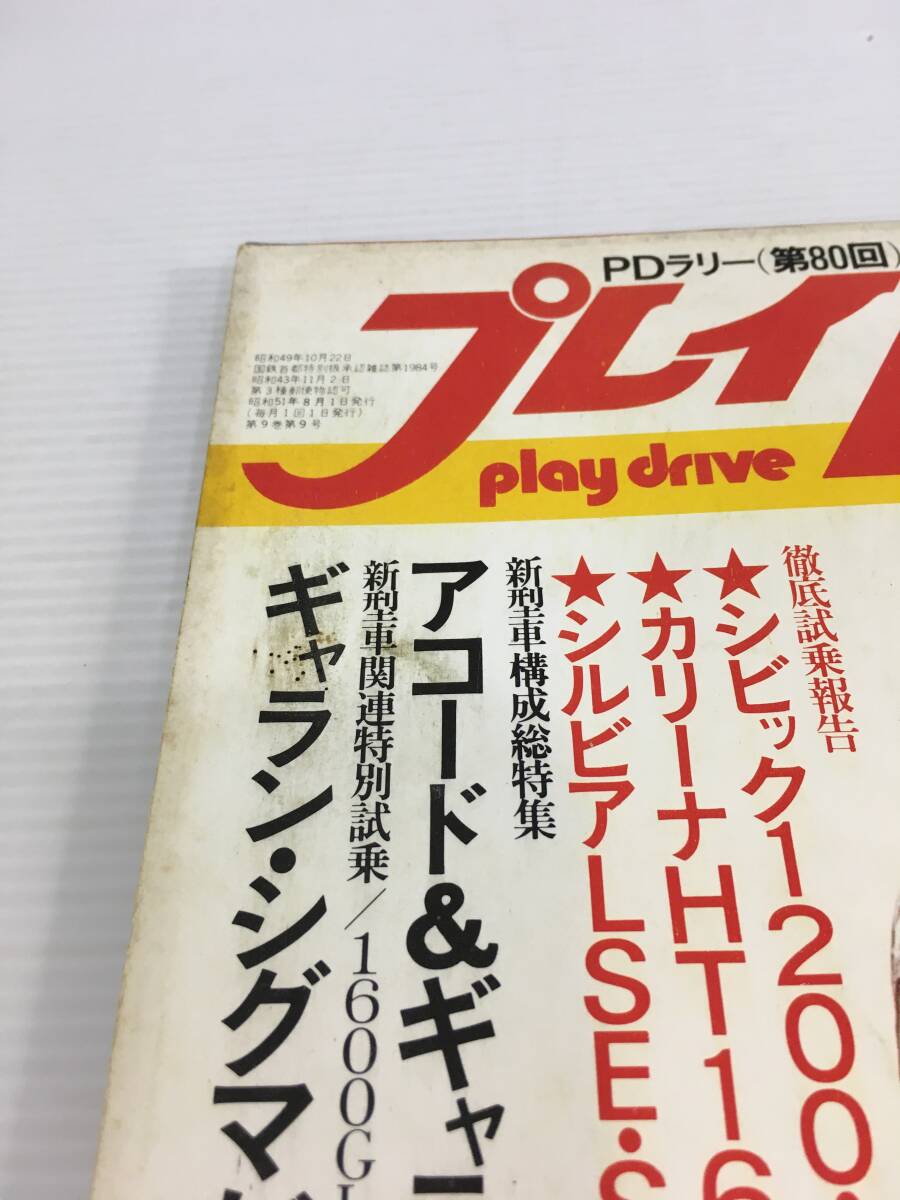 PDラリー(第80回)
プレイ
昭和49年10月22日
国鉄首都特別扱承認雑誌第1984号
昭和43年11月2日
第3種郵便物認可
昭和51年8月1日発行
(毎月1回1日発行)
第9巻第9号
play drive
徹底試乗報告
★シビック1200
★カリーナHT16
★シルビアLSE・S
新型車構成総特集
アコード&ギャラ
新型車関連特別試乗/1600GL
ギャラン・シグマ